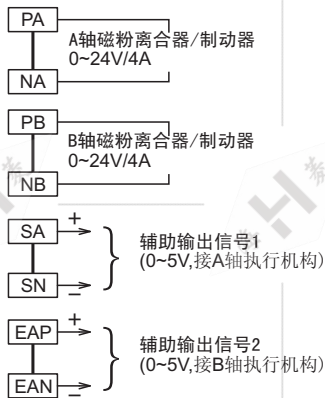 PA
A轴磁粉离合器/制动器
0~24V/4A
NA
PB
B轴磁粉离合器/制动器
0~24V/4A
NB
SA
+
辅助输出信号1
(0~5V,接A轴执行机构)
SN
−
EAP
+
辅助输出信号2
(0~5V,接B轴执行机构)
EAN
−